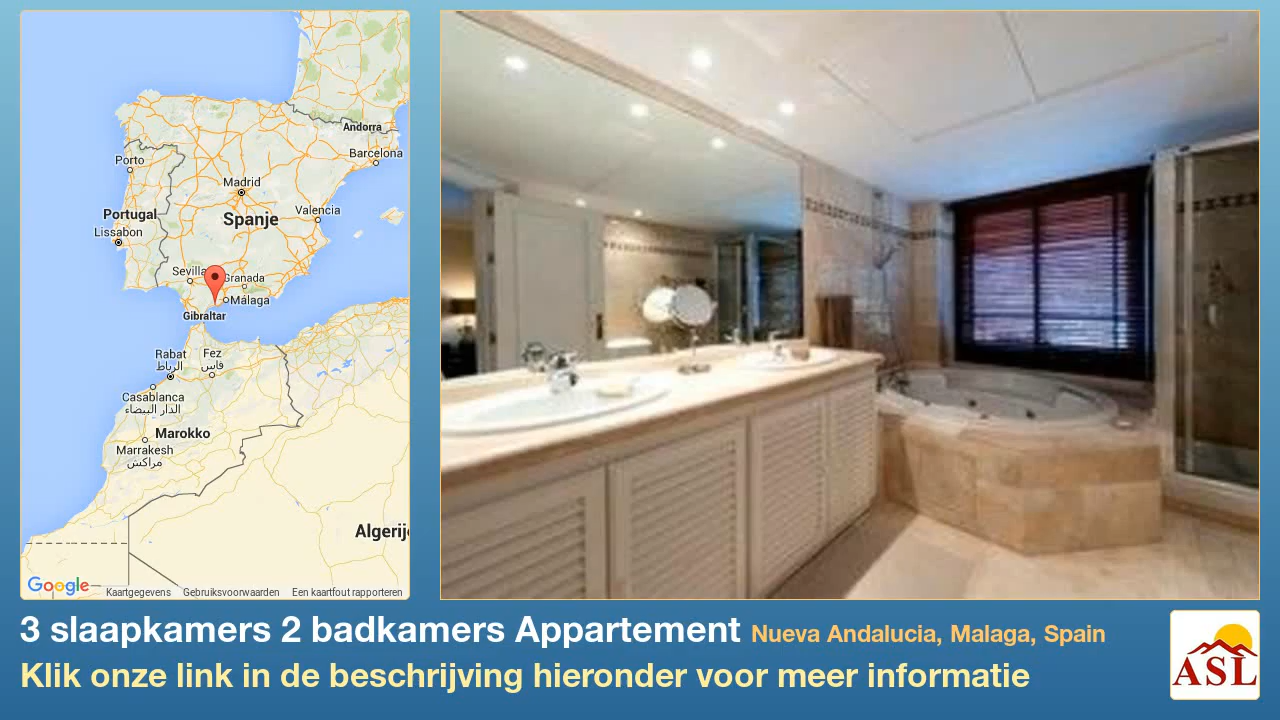 Andorra
Porto
Barcelona
Madrid
Portugal
Spanje
Valencia
Lissabon
Sevilla
Granada
Málaga
Gibraltar
Rabat
الرباط
Fez
فاس
Casablanca
الدار البيضاء
Marokko
Marrakesh
مراكش
Algerije
Google
Kaartgegevens Gebruiksvoorwaarden Een kaartfout rapporteren
3 slaapkamers 2 badkamers Appartement Nueva Andalucia, Malaga, Spain
Klik onze link in de beschrijving hieronder voor meer informatie
ASL